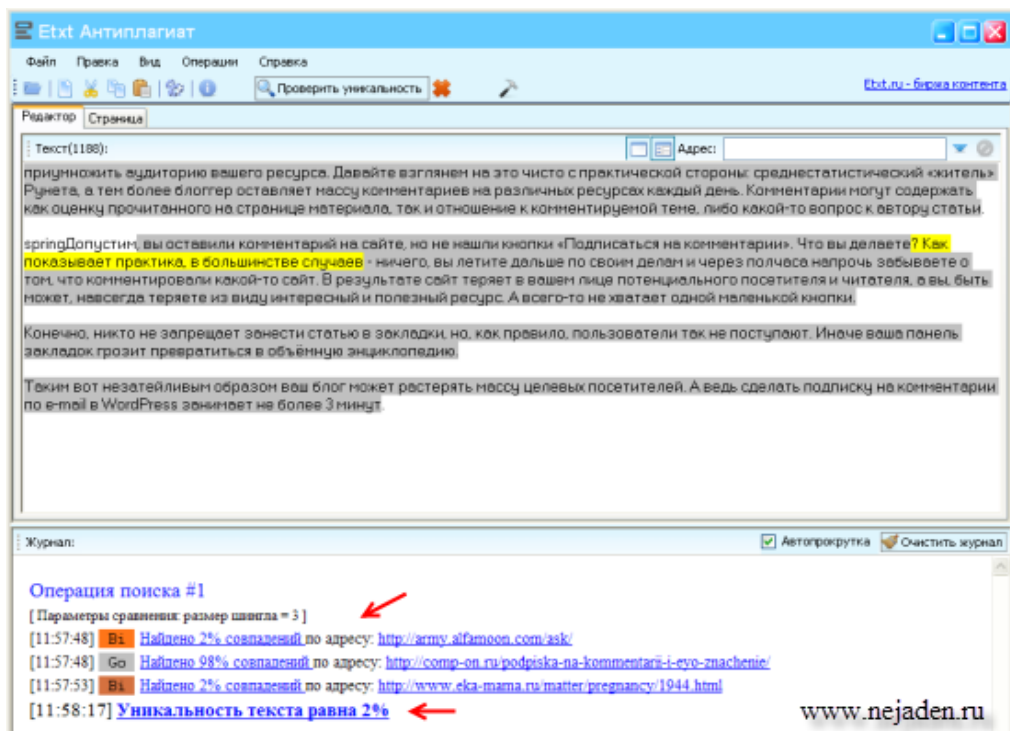 Etxt Антиплагиат
Файл Правка Вид Операции Справка
Проверить уникальность
Etxt.ru - биржа контента
Редактор Страница
Текст(1188): Адрес:
приумножить аудиторию вашего ресурса. Давайте взглянем на это чисто с практической стороны: среднестатистический «житель»
Рунета, а тем более блоггер оставляет массу комментариев на различных ресурсах каждый день. Комментарии могут содержать
как оценку прочитанного на странице материала, так и отношение к комментируемой теме, либо какой-то вопрос к автору статьи.
springДопустим, вы оставили комментарий на сайте, но не нашли кнопки «Подписаться на комментарии». Что вы делаете? Как
показывает практика, в большинстве случаев - ничего, вы летите дальше по своим делам и через полчаса напрочь забываете о
том, что комментировали какой-то сайт. В результате сайт теряет в вашем лице потенциального посетителя и читателя, а вы, быть
может, навсегда теряете из виду интересный и полезный ресурс. А всего-то не хватает одной маленькой кнопки.
Конечно, никто не запрещает занести статью в закладки, но, как правило, пользователи так не поступают. Иначе ваша панель
закладок грозит превратиться в объёмную энциклопедию.
Таким вот незатейливым образом ваш блог может растерять массу целевых посетителей. А ведь сделать подписку на комментарии
по e-mail в WordPress занимает не более 3 минут.
Журнал: Автопрокрутка Очистить журнал
Операция поиска #1
[ Параметры сравнения: размер шингла = 3 ]
[11:57:48] Bi Найдено 2% совпадений по адресу: http://army.alfamoon.com/ask/
[11:57:48] Go Найдено 98% совпадений по адресу: http://comp-on.ru/podpiska-na-kommentarii-i-eyo-znachenie/
[11:57:53] Bi Найдено 2% совпадений по адресу: http://www.eka-mama.ru/matter/pregnancy/1944.html
[11:58:17] Уникальность текста равна 2%
www.nejaden.ru